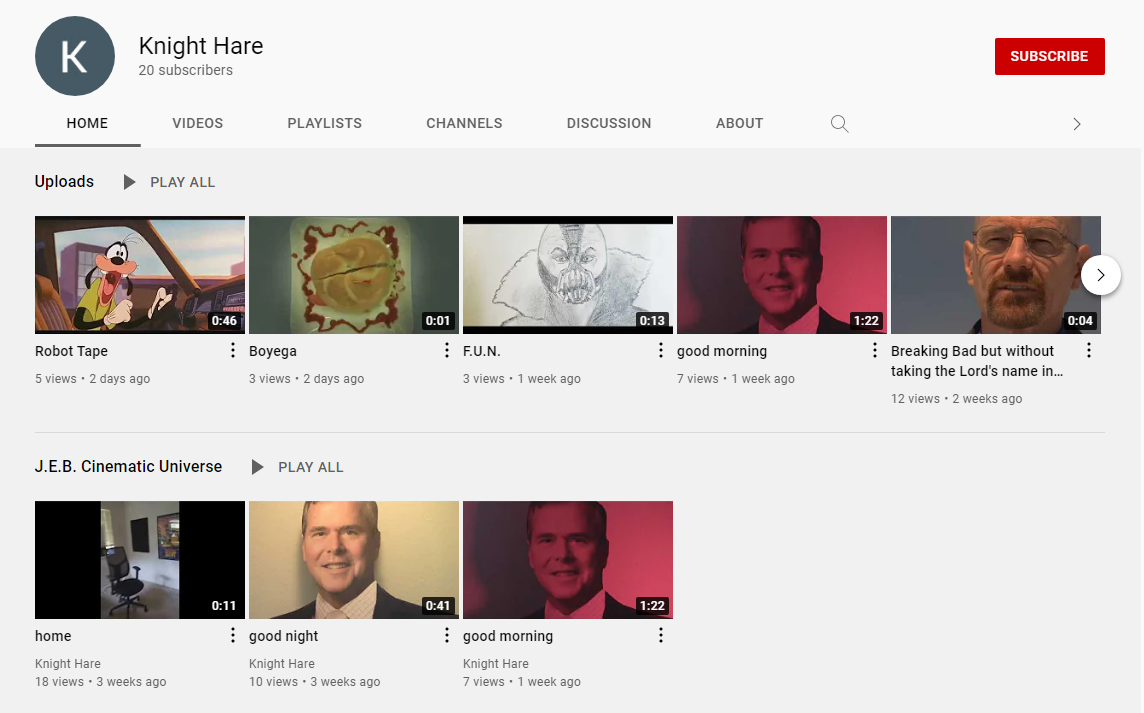 K
Knight Hare
20 subscribers
SUBSCRIBE
HOME VIDEOS PLAYLISTS CHANNELS DISCUSSION ABOUT
Uploads PLAY ALL
0:46 0:01 0:13 1:22 0:04
Robot Tape
5 views • 2 days ago
Boyega
3 views • 2 days ago
F.U.N.
3 views • 1 week ago
good morning
7 views • 1 week ago
Breaking Bad but without
taking the Lord's name in...
12 views • 2 weeks ago
J.E.B. Cinematic Universe PLAY ALL
0:11 0:41 1:22
home
Knight Hare
18 views • 3 weeks ago
good night
Knight Hare
10 views • 3 weeks ago
good morning
Knight Hare
7 views • 1 week ago